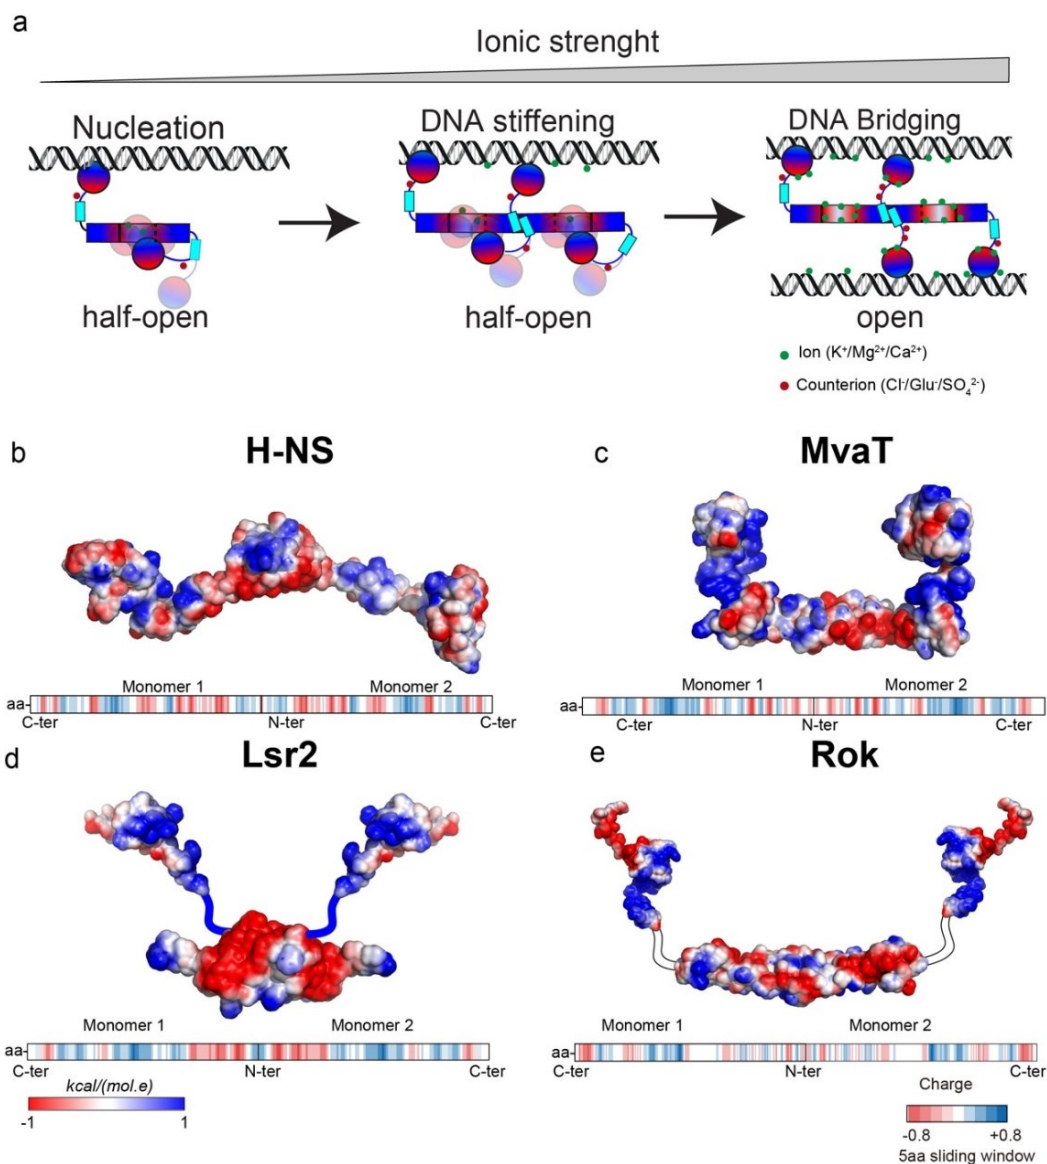 a
Ionic strenght
Nucleation
DNA stiffening
DNA Bridging
half-open
half-open
open
Ion (K⁺/Mg²⁺/Ca²⁺)
Counterion (Cl⁻/Glu⁻/SO₄²⁻)
b
H-NS
c
MvaT
Monomer 1
Monomer 2
Monomer 1
Monomer 2
aa
aa
C-ter
N-ter
C-ter
C-ter
N-ter
C-ter
d
Lsr2
e
Rok
Monomer 1
Monomer 2
Monomer 1
Monomer 2
aa
aa
C-ter
N-ter
C-ter
C-ter
N-ter
C-ter
kcal/(mol.e)
-1
1
Charge
-0.8
+0.8
5aa sliding window